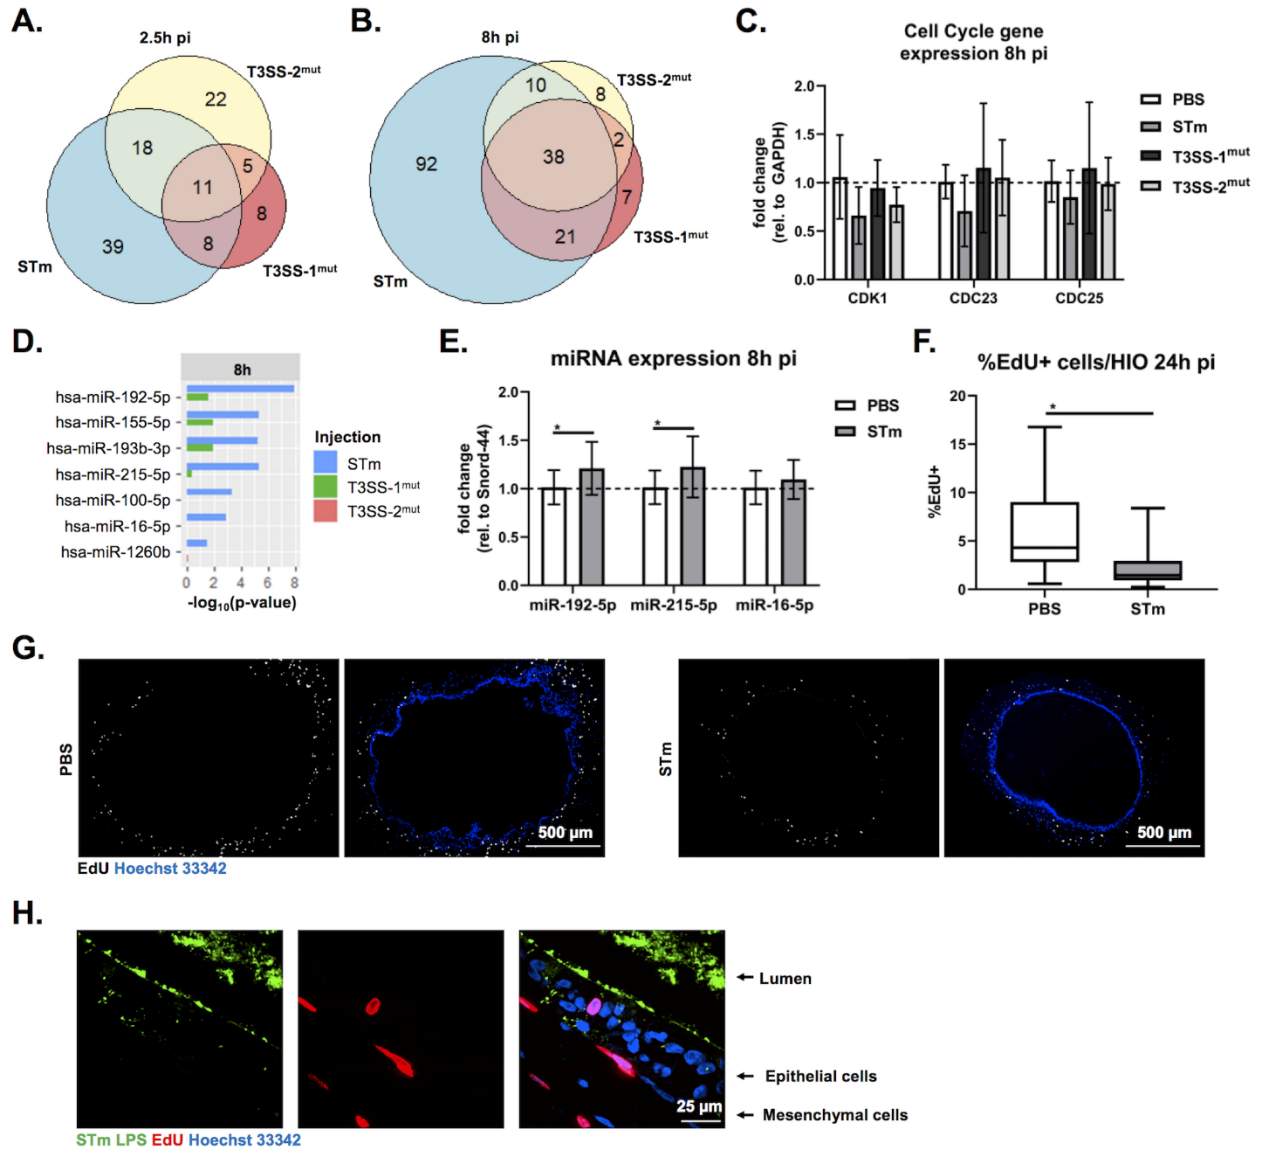 A.
2.5h pi
T3SS-2mut
22
18
5
11
8
39
8
STm
T3SS-1mut
B.
8h pi
T3SS-2mut
10
8
2
92
38
7
21
T3SS-1mut
STm
C.
Cell Cycle gene
expression 8h pi
fold change
(rel. to GAPDH)
2.0
1.5
1.0
0.5
0.0
CDK1
CDC23
CDC25
PBS
STm
T3SS-1mut
T3SS-2mut
D.
8h
hsa-miR-192-5p
hsa-miR-155-5p
hsa-miR-193b-3p
hsa-miR-215-5p
hsa-miR-100-5p
hsa-miR-16-5p
hsa-miR-1260b
0 2 4 6 8
-log10(p-value)
Injection
STm
T3SS-1mut
T3SS-2mut
E.
miRNA expression 8h pi
fold change
(rel. to Snord-44)
2.0
1.5
1.0
0.5
0.0
*
*
miR-192-5p
miR-215-5p
miR-16-5p
PBS
STm
F.
%EdU+ cells/HIO 24h pi
%EdU+
20
15
10
5
0
*
PBS
STm
G.
PBS
500 µm
STm
500 µm
EdU Hoechst 33342
H.
Lumen
Epithelial cells
25 µm
Mesenchymal cells
STm LPS EdU Hoechst 33342